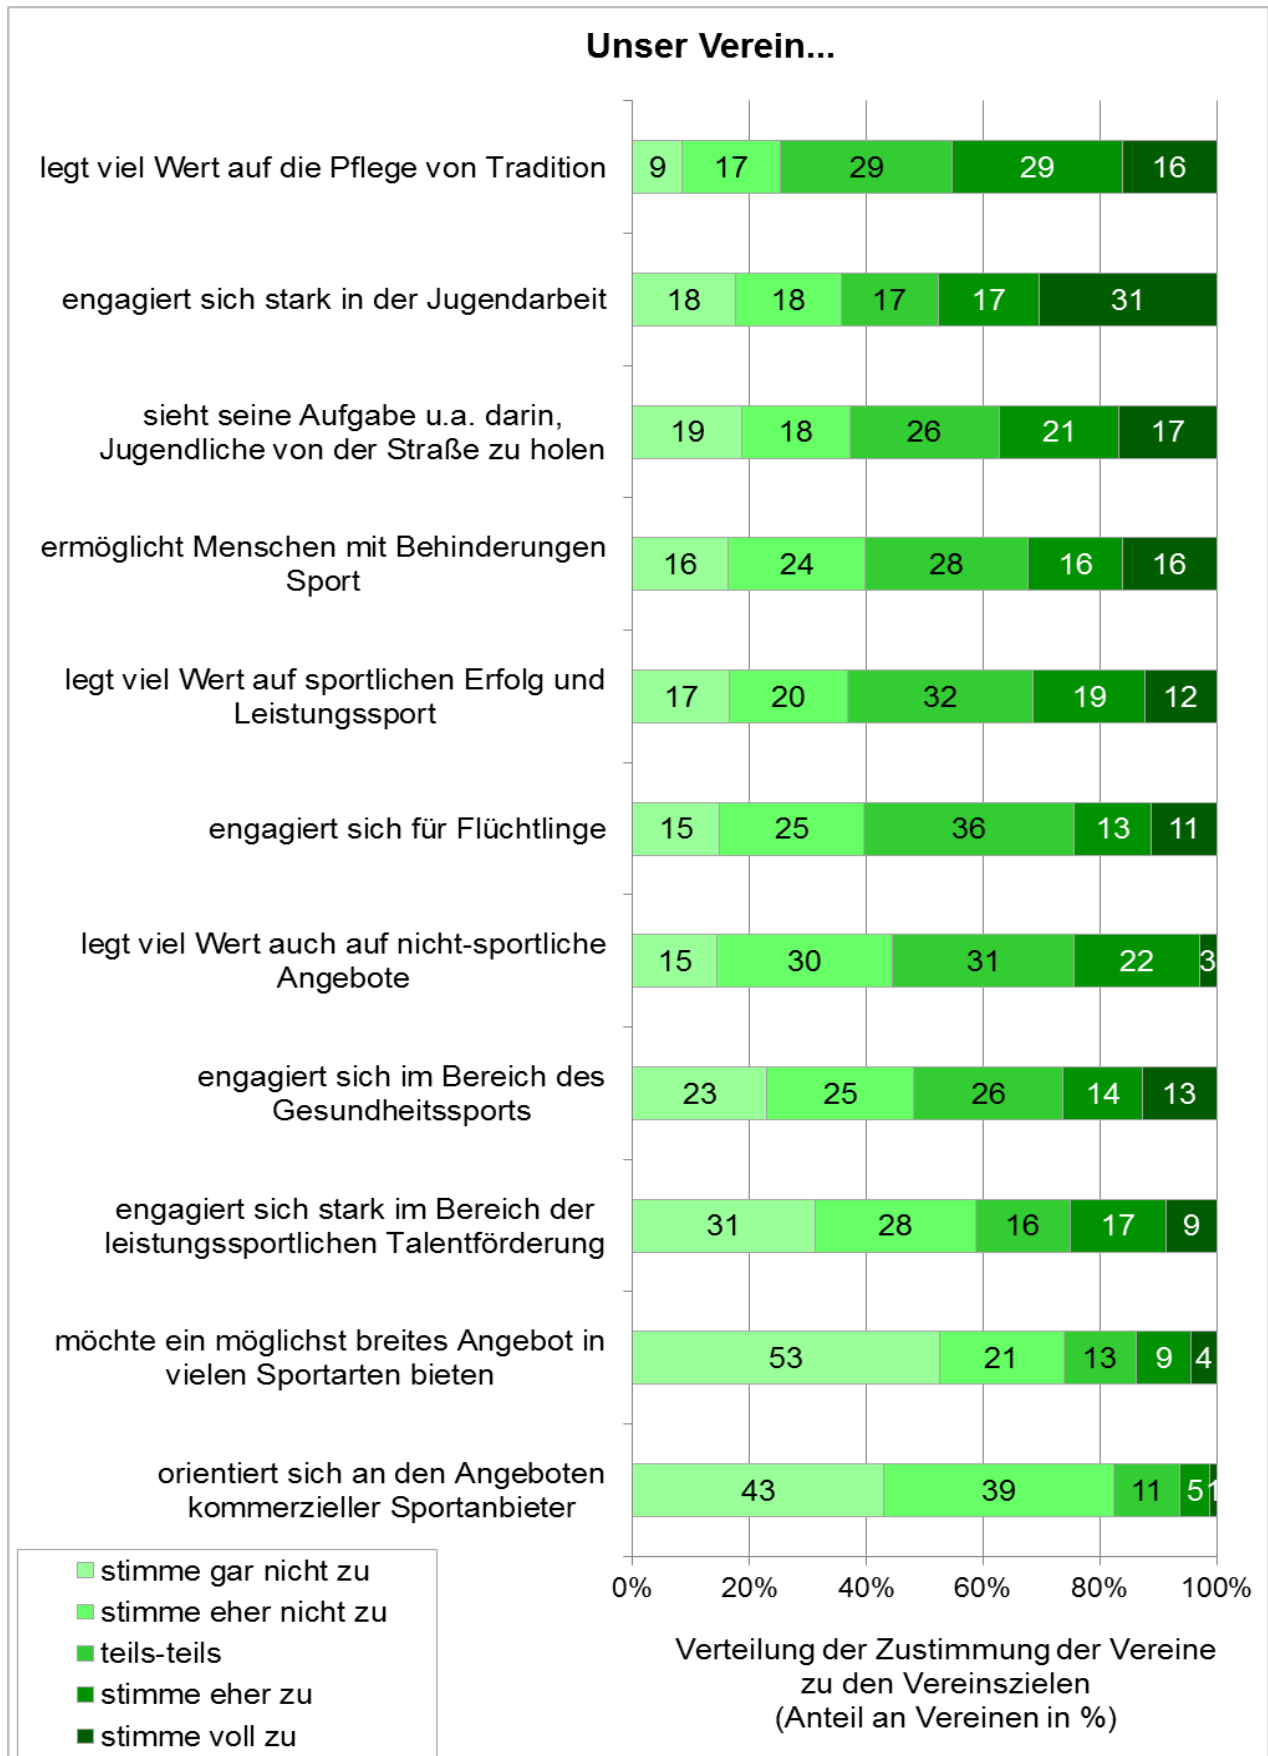 Unser Verein...
legt viel Wert auf die Pflege von Tradition
9 17 29 29 16
engagiert sich stark in der Jugendarbeit
18 18 17 17 31
sieht seine Aufgabe u.a. darin,
Jugendliche von der Straße zu holen
19 18 26 21 17
ermöglicht Menschen mit Behinderungen
Sport
16 24 28 16 16
legt viel Wert auf sportlichen Erfolg und
Leistungssport
17 20 32 19 12
engagiert sich für Flüchtlinge
15 25 36 13 11
legt viel Wert auch auf nicht-sportliche
Angebote
15 30 31 22 3
engagiert sich im Bereich des
Gesundheitssports
23 25 26 14 13
engagiert sich stark im Bereich der
leistungssportlichen Talentförderung
31 28 16 17 9
möchte ein möglichst breites Angebot in
vielen Sportarten bieten
53 21 13 9 4
orientiert sich an den Angeboten
kommerzieller Sportanbieter
43 39 11 5 1
0% 20% 40% 60% 80% 100%
Verteilung der Zustimmung der Vereine
zu den Vereinszielen
(Anteil an Vereinen in %)
stimme gar nicht zu
stimme eher nicht zu
teils-teils
stimme eher zu
stimme voll zu